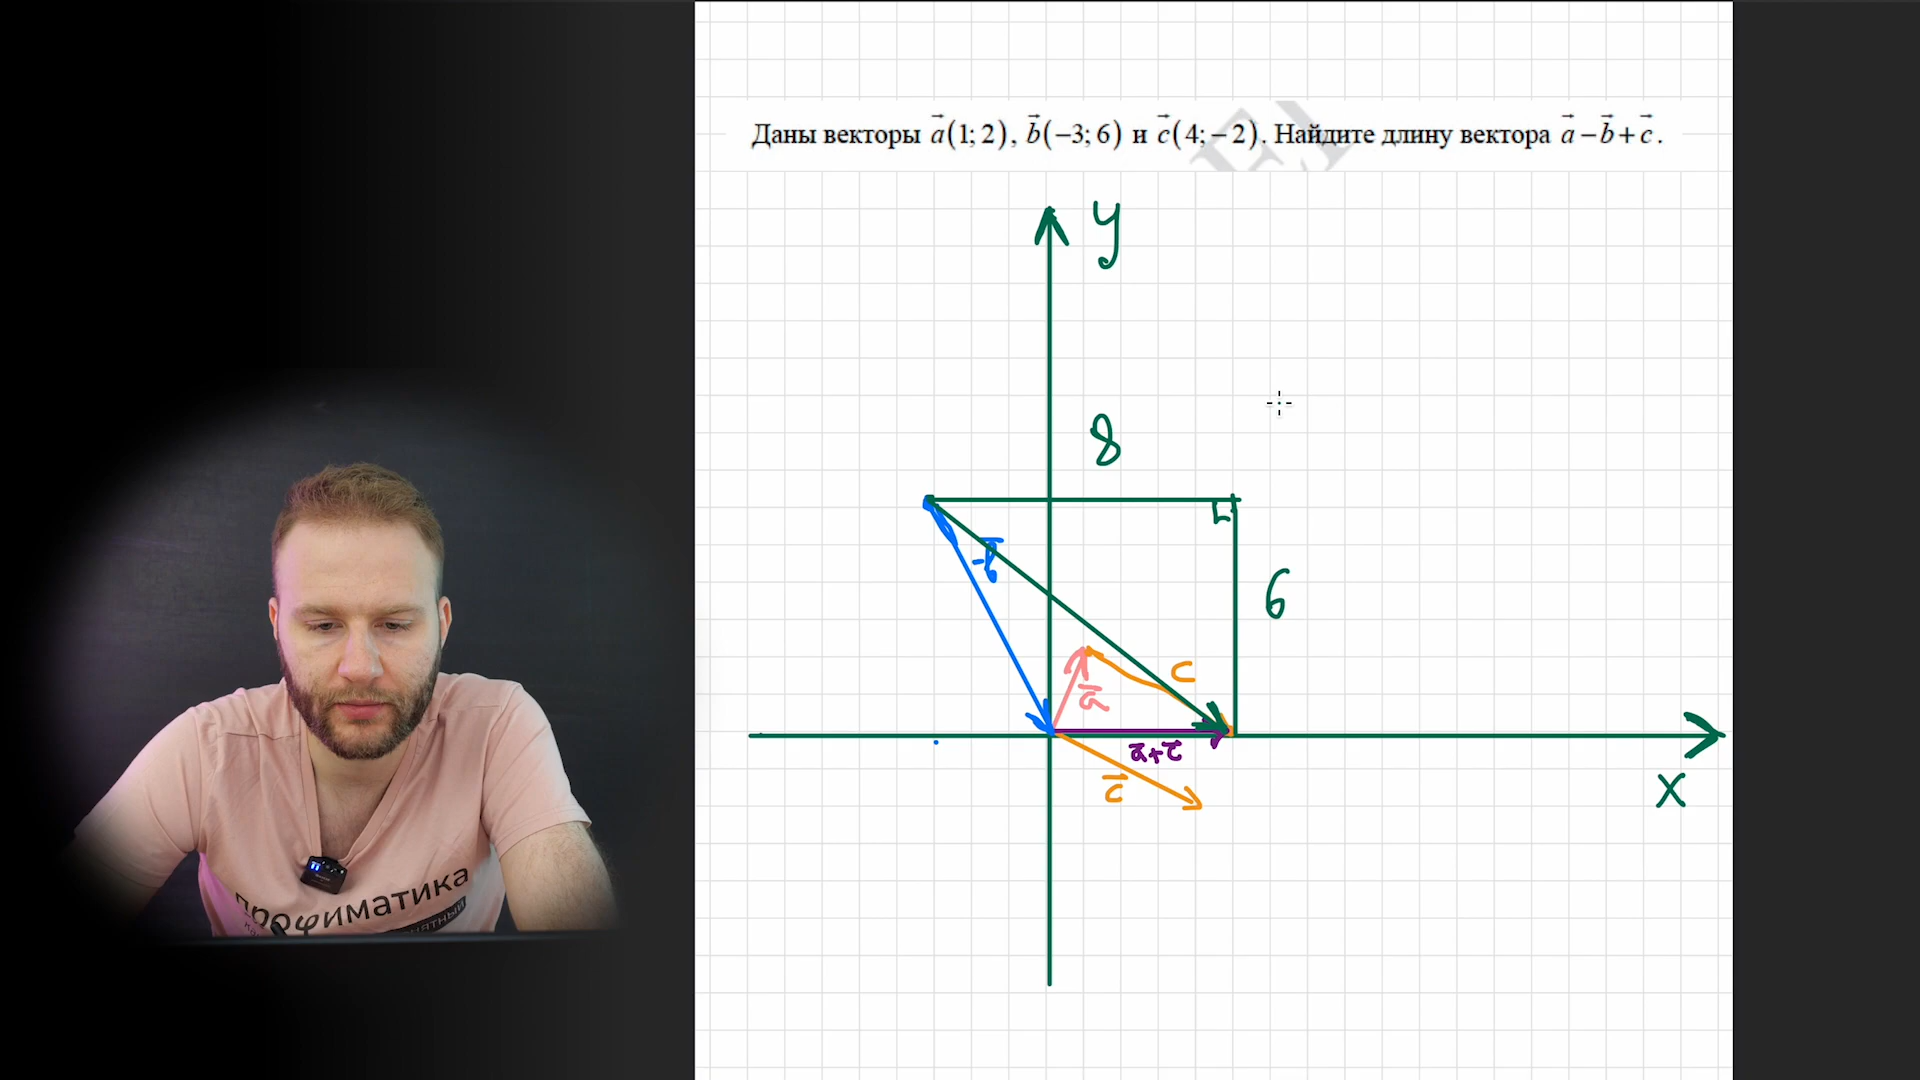 Даны векторы a⃗(1; 2), b⃗(−3; 6) и c⃗(4; −2). Найдите длину вектора a⃗ − b⃗ + c⃗.
y
8
-b⃗
6
c
a⃗
a⃗+c⃗
c⃗
x
профиматика